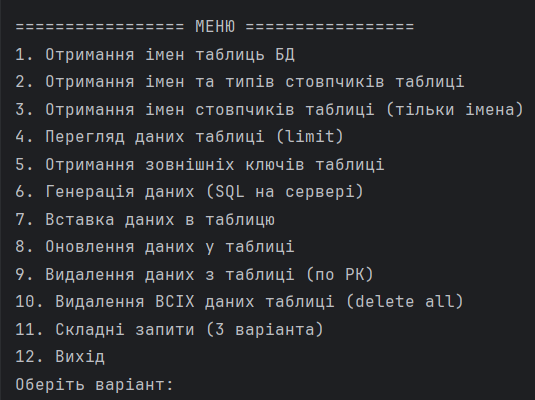 ================= МЕНЮ =================
1. Отримання імен таблиць БД
2. Отримання імен та типів стовпчиків таблиці
3. Отримання імен стовпчиків таблиці (тільки імена)
4. Перегляд даних таблиці (limit)
5. Отримання зовнішніх ключів таблиці
6. Генерація даних (SQL на сервері)
7. Вставка даних в таблицю
8. Оновлення даних у таблиці
9. Видалення даних з таблиці (по PK)
10. Видалення ВСІХ даних таблиці (delete all)
11. Складні запити (3 варіанта)
12. Вихід
Оберіть варіант: